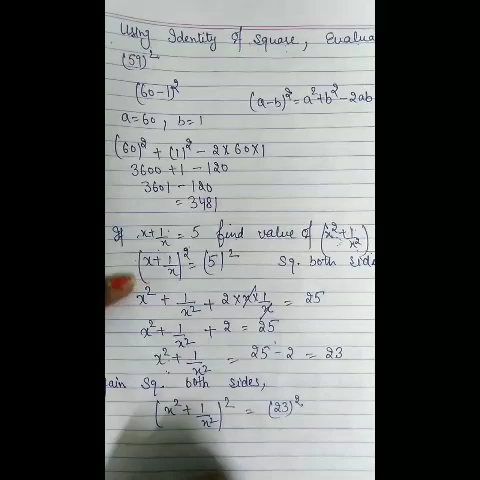 Using Identity of Square, Evalua
(59)²
(60-1)²
(a-b)² = a²+b²-2ab
a=60, b=1
(60)² + (1)² - 2×60×1
3600 + 1 - 120
3601 - 120
= 3481
If x+1/x = 5 find value of (x²+1/x²)
(x+1/x)² = (5)² Sq. both side
x² + 1/x² + 2×x×1/x = 25
x²+1/x² + 2 = 25
x²+1/x² = 25-2 = 23
ain Sq. both sides,
(x²+1/x²)² = (23)²